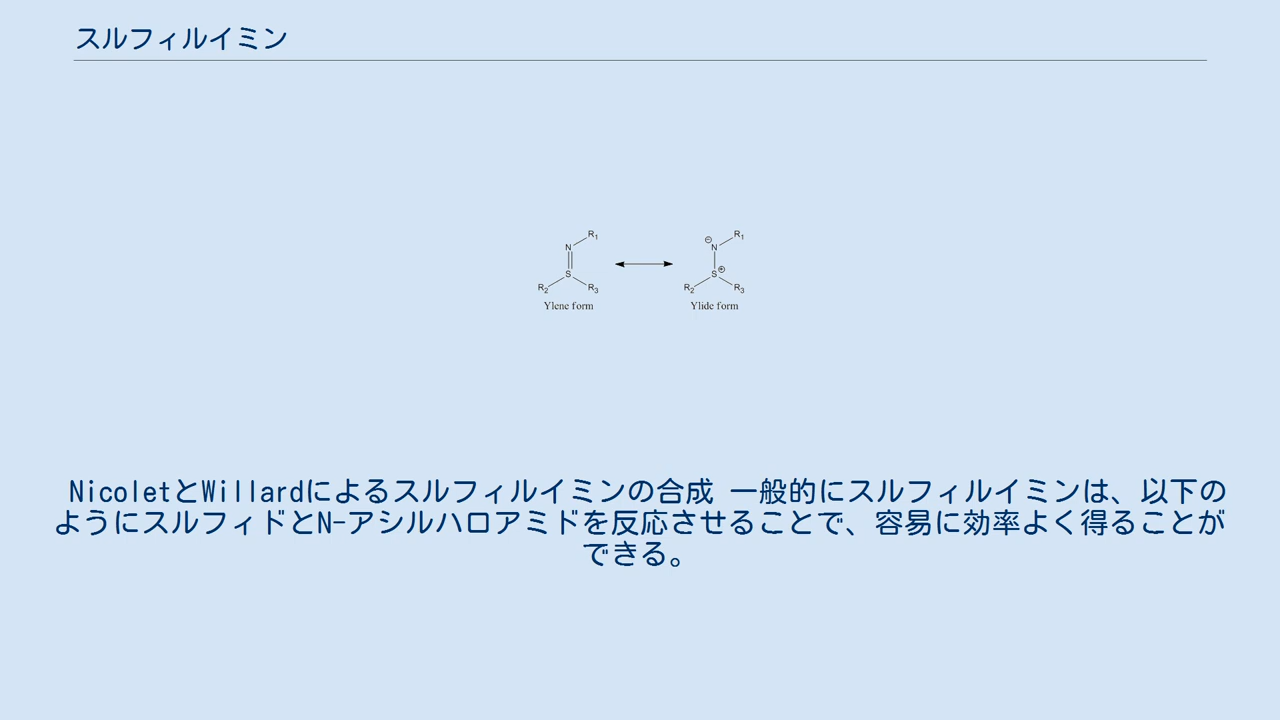 スルフィルイミン
N R1 ⊖ N R1
S S ⊕
R2 R3 R2 R3
Ylene form Ylide form
NicoletとWillardによるスルフィルイミンの合成 一般的にスルフィルイミンは、以下の
ようにスルフィドとN-アシルハロアミドを反応させることで、容易に効率よく得ることが
できる。